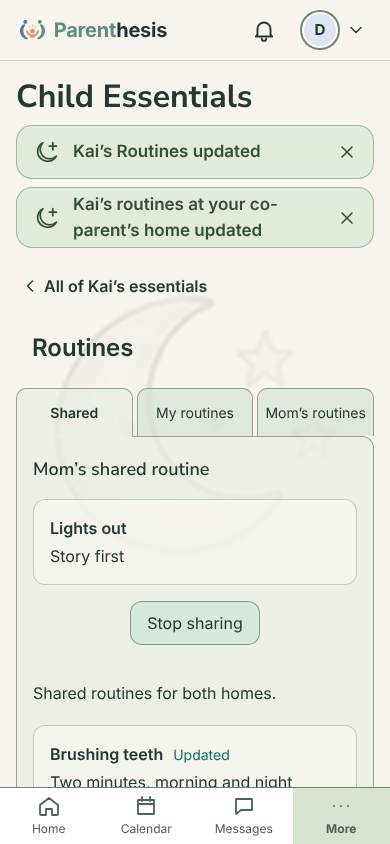 Parenthesis
D
Child Essentials
Kai’s Routines updated
Kai’s routines at your co-
parent’s home updated
All of Kai’s essentials
Routines
Shared
My routines
Mom’s routines
Mom’s shared routine
Lights out
Story first
Stop sharing
Shared routines for both homes.
Brushing teeth Updated
Two minutes, morning and night
Home
Calendar
Messages
More